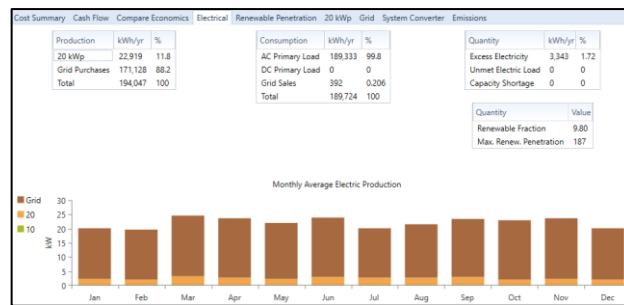 Cost Summary Cash Flow Compare Economics Electrical Renewable Penetration 20 kWp Grid System Converter Emissions
Production kWh/yr %
20 kWp 22,919 11.8
Grid Purchases 171,128 88.2
Total 194,047 100
Consumption kWh/yr %
AC Primary Load 189,333 99.8
DC Primary Load 0 0
Grid Sales 392 0.206
Total 189,724 100
Quantity kWh/yr %
Excess Electricity 3,343 1.72
Unmet Electric Load 0 0
Capacity Shortage 0 0
Quantity Value
Renewable Fraction 9.80
Max. Renew. Penetration 187
Monthly Average Electric Production
Grid
20
10
kW
30
25
20
15
10
5
0
Jan Feb Mar Apr May Jun Jul Aug Sep Oct Nov Dec